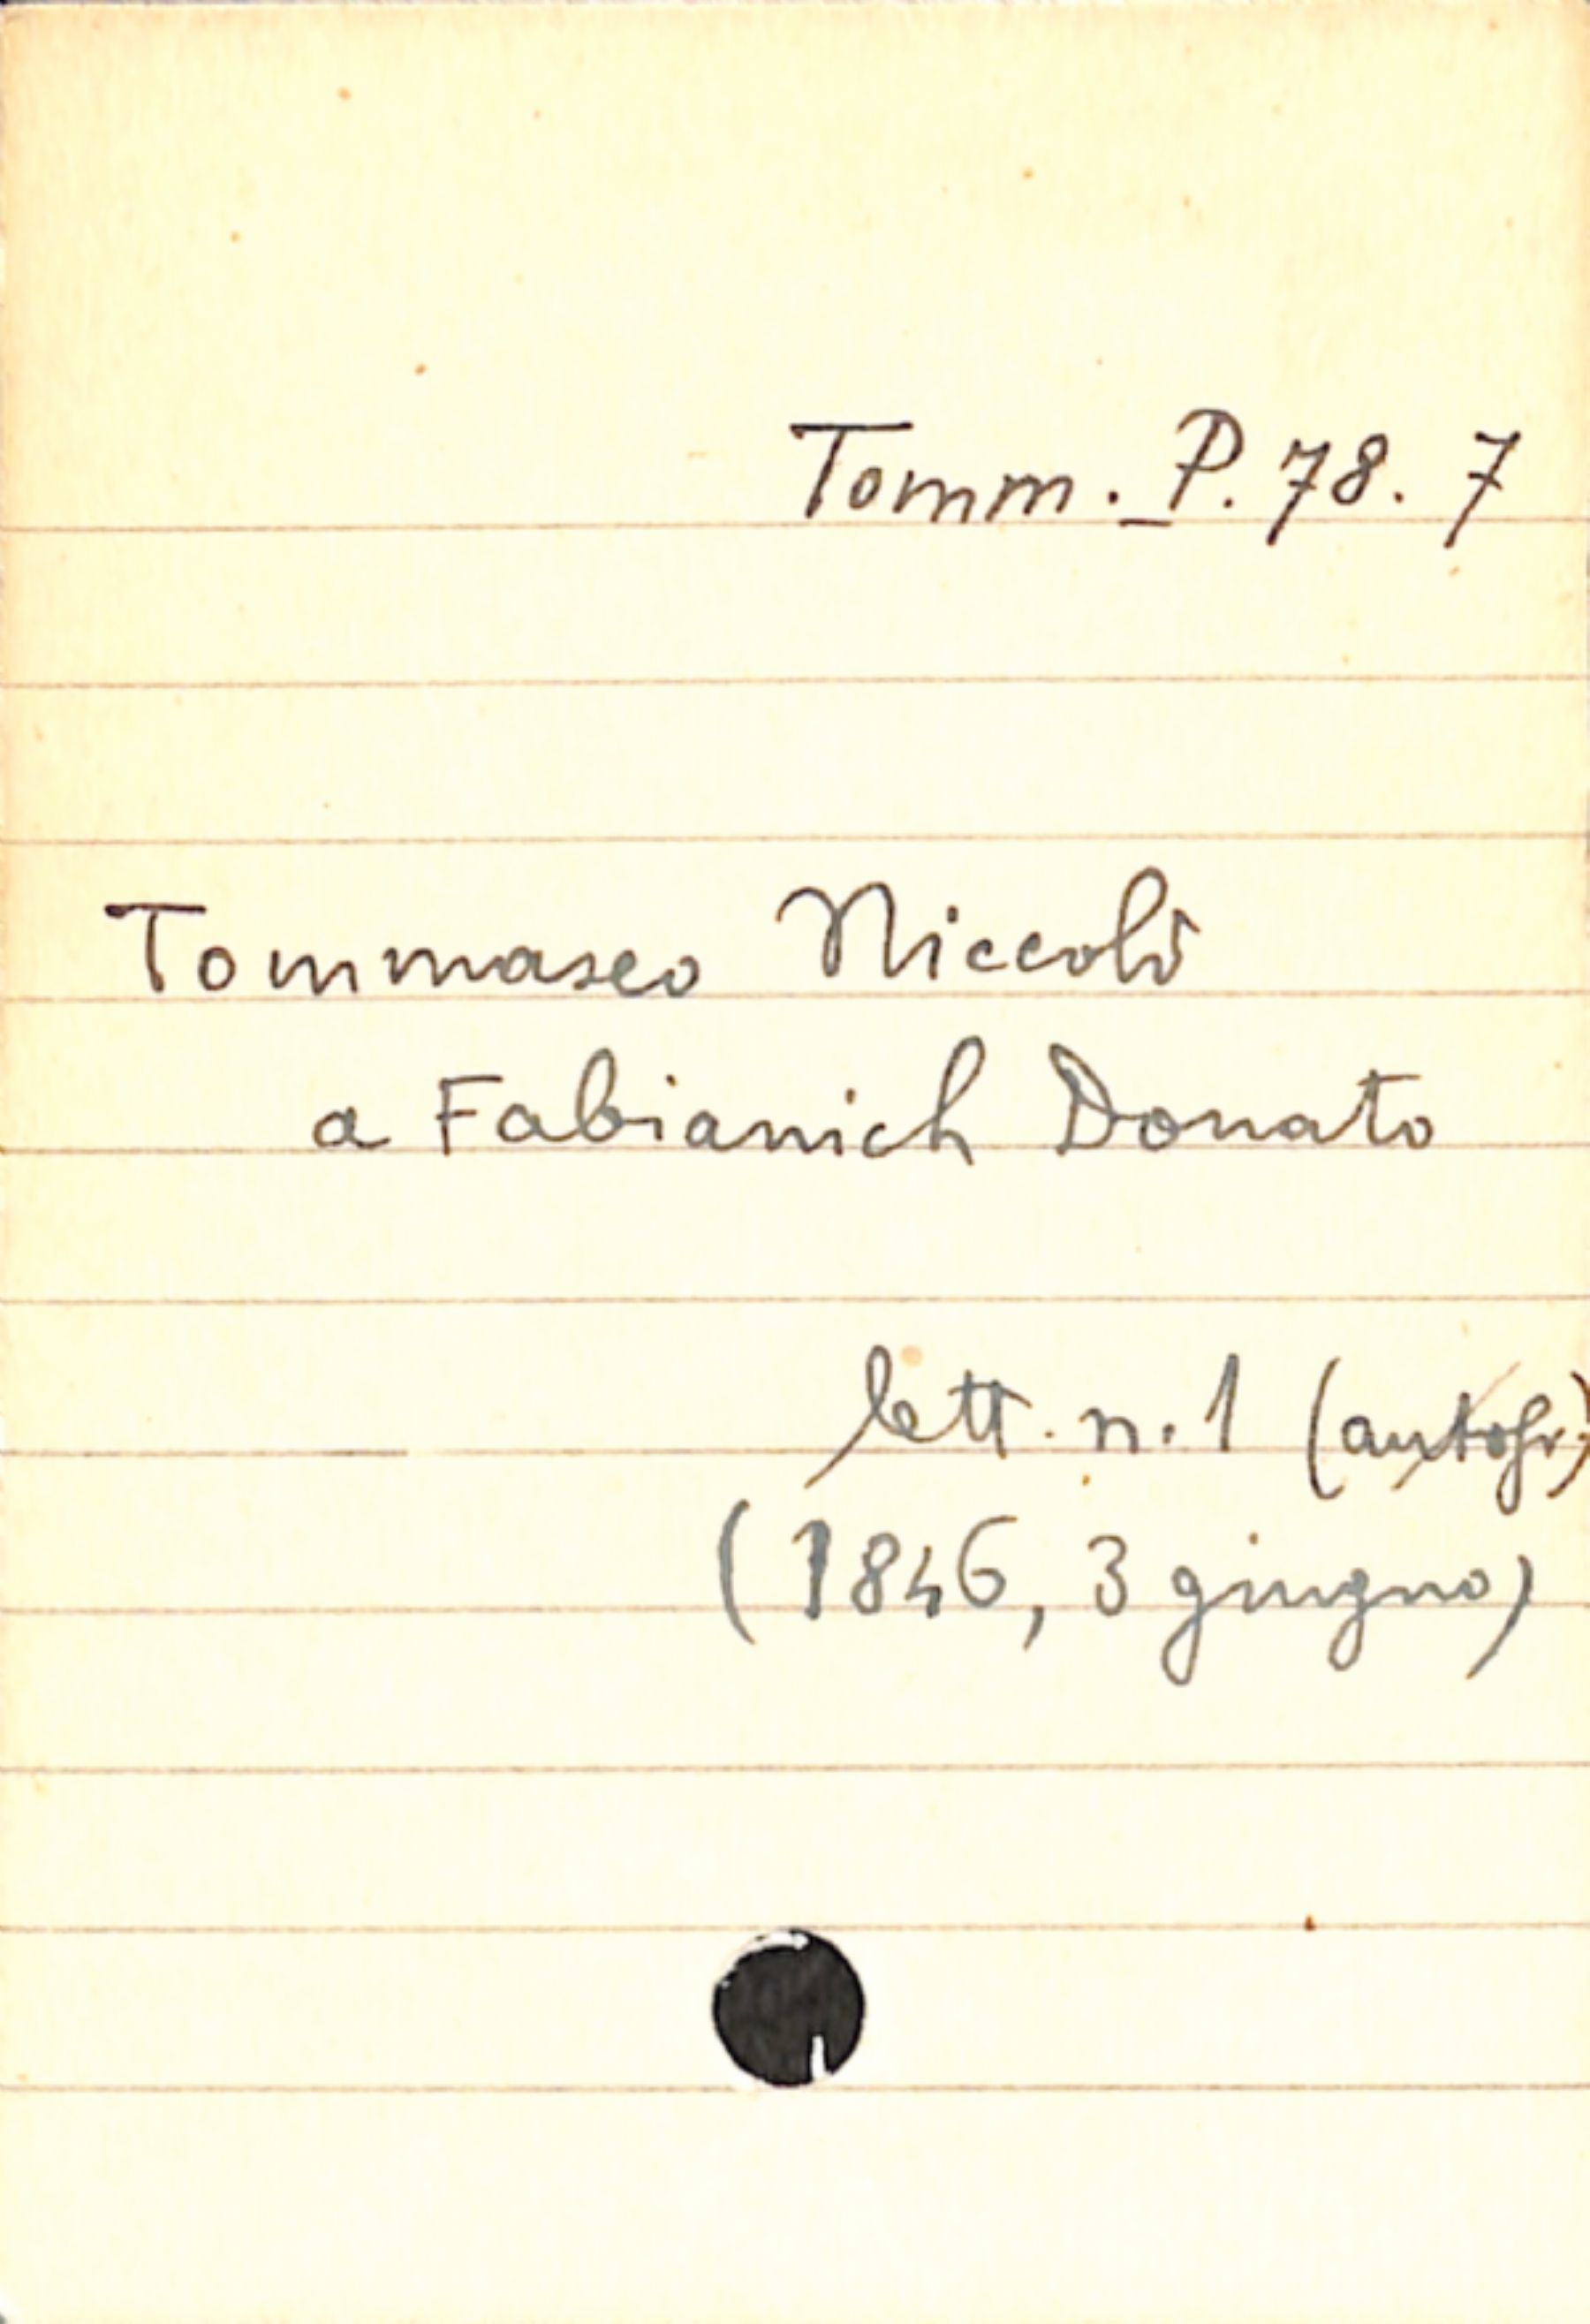 Tomm. P. 78. 7
Tommaseo Niccolò
a Fabianich Donato
lett. n. 1 (autogr.)
(1846, 3 giugno)